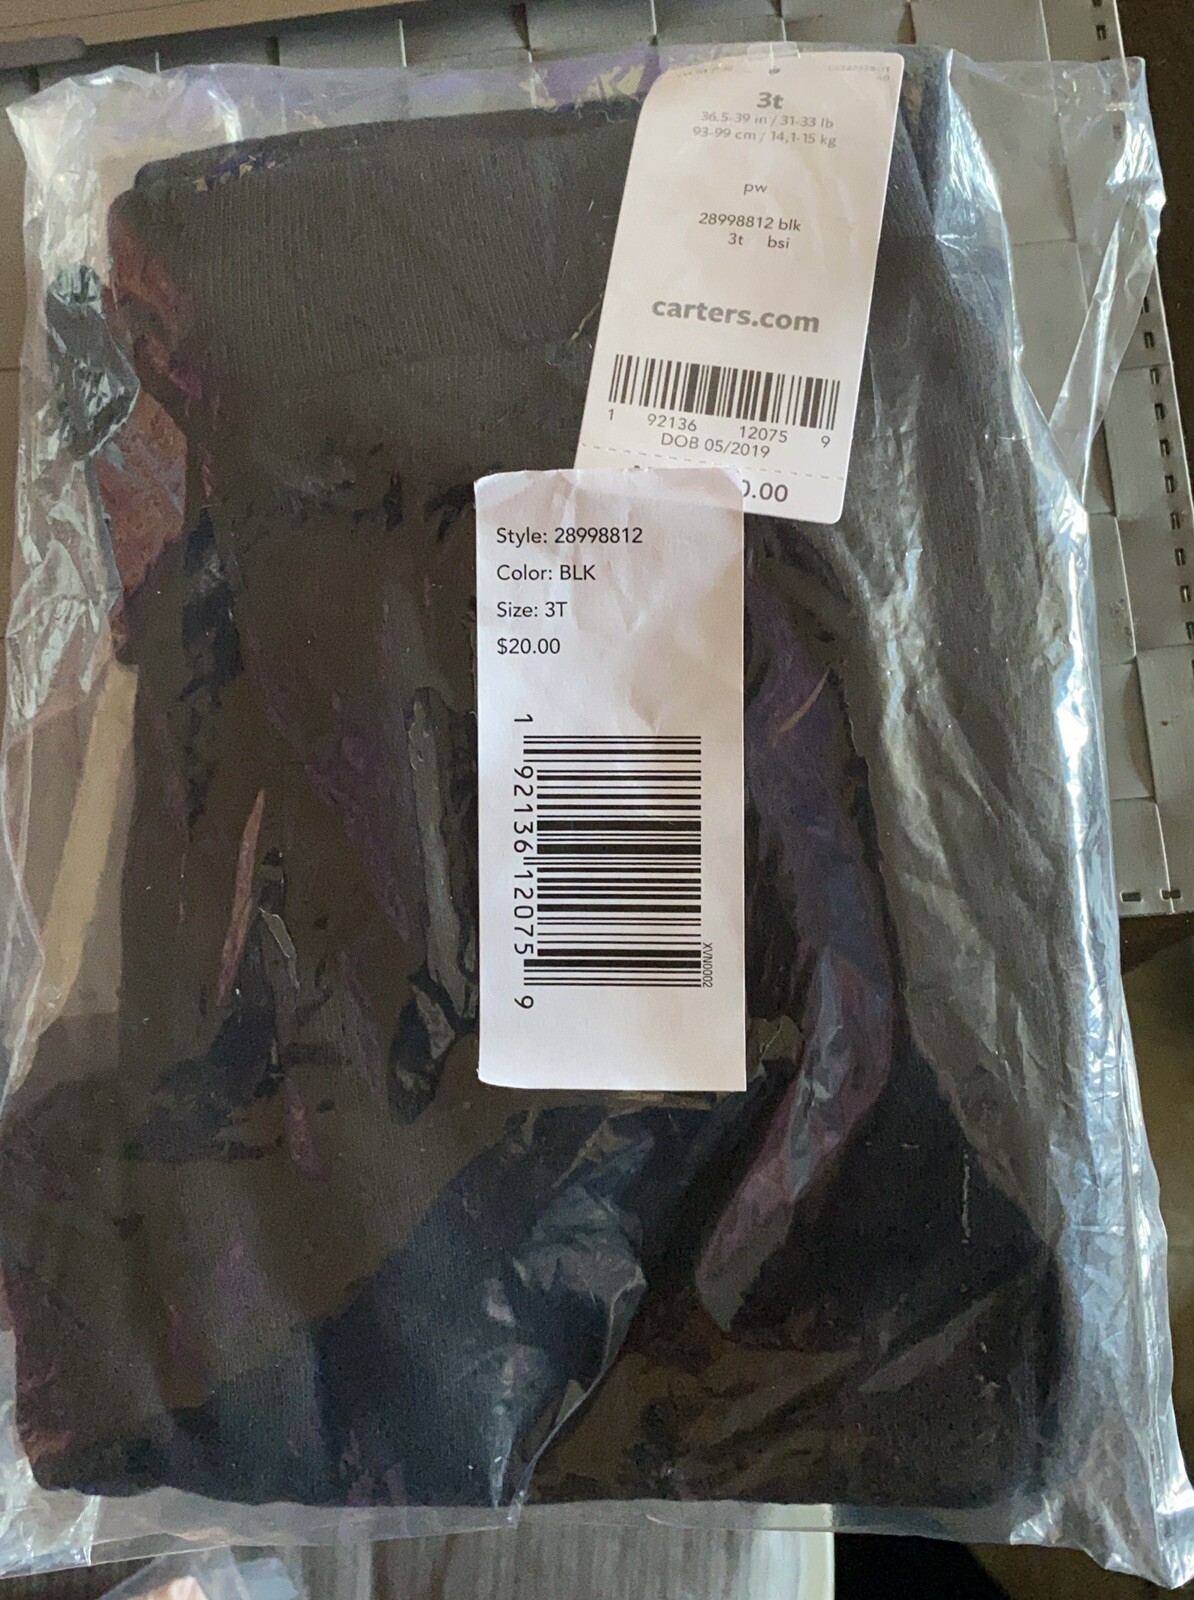 3t
36.5-39 in / 31-33 lb
93-99 cm / 14,1-15 kg
pw
28998812 blk
3t bsi
carters.com
1 92136 12075 9
DOB 05/2019
.00
Style: 28998812
Color: BLK
Size: 3T
$20.00
1 92136 12075 9
XVN0002